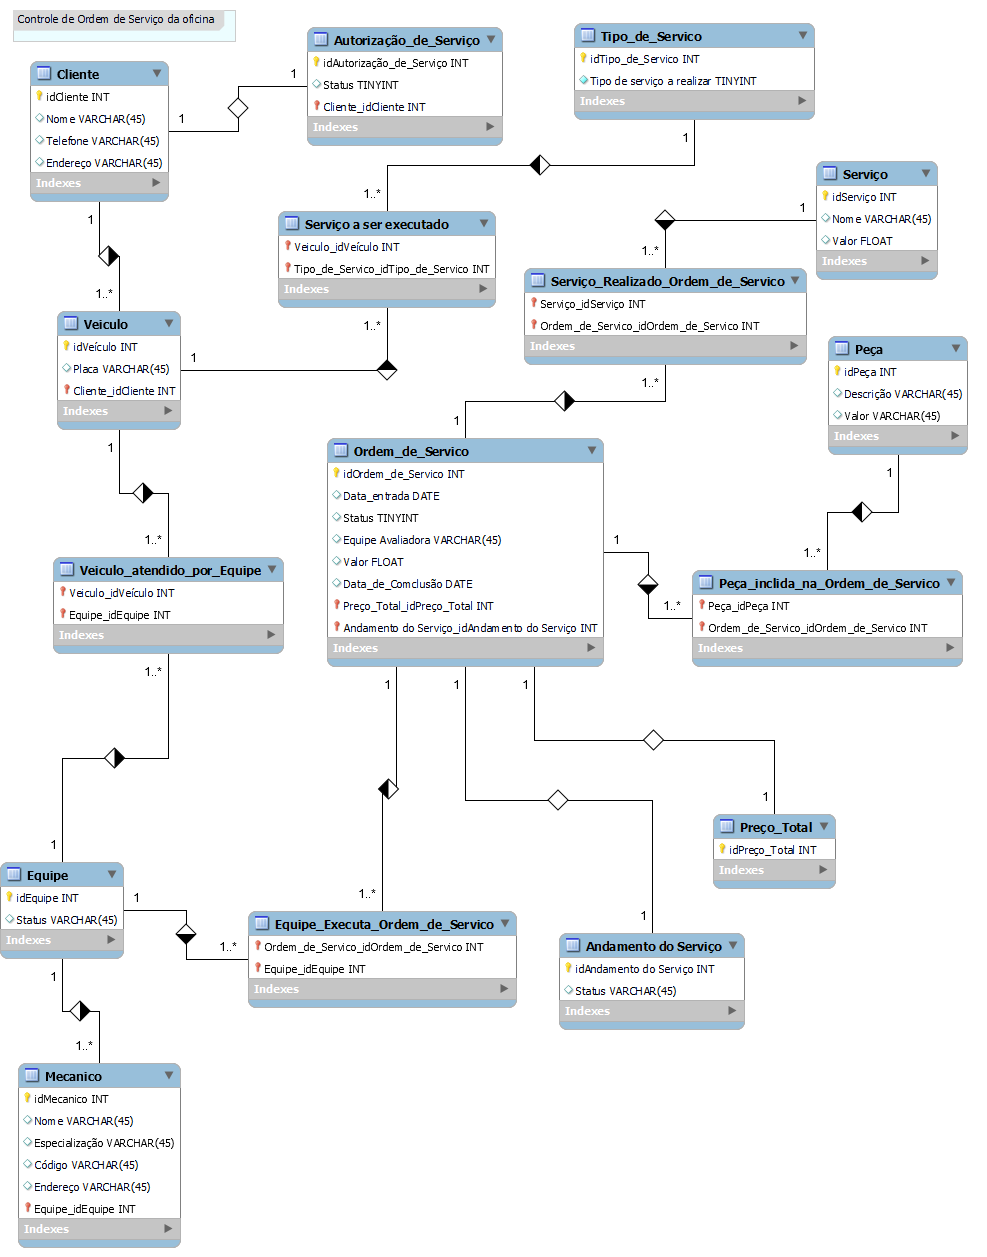 Controle de Ordem de Serviço da oficina
Autorização_de_Serviço
idAutorização_de_Serviço INT
Status TINYINT
Cliente_idCliente INT
Indexes
Tipo_de_Servico
idTipo_de_Servico INT
Tipo de serviço a realizar TINYINT
Indexes
Cliente
idCliente INT
Nome VARCHAR(45)
Telefone VARCHAR(45)
Endereço VARCHAR(45)
Indexes
1
1
1
1..*
Serviço a ser executado
Veiculo_idVeículo INT
Tipo_de_Servico_idTipo_de_Servico INT
Indexes
Serviço
idServiço INT
Nome VARCHAR(45)
Valor FLOAT
Indexes
1
1..*
1
1..*
Serviço_Realizado_Ordem_de_Servico
Serviço_idServiço INT
Ordem_de_Servico_idOrdem_de_Servico INT
Indexes
Veiculo
idVeículo INT
Placa VARCHAR(45)
Cliente_idCliente INT
Indexes
1
1..*
Peça
idPeça INT
Descrição VARCHAR(45)
Valor VARCHAR(45)
Indexes
1..*
1
Ordem_de_Servico
idOrdem_de_Servico INT
Data_entrada DATE
Status TINYINT
Equipe Avaliadora VARCHAR(45)
Valor FLOAT
Data_de_Comclusão DATE
Preço_Total_idPreço_Total INT
Andamento do Serviço_idAndamento do Serviço INT
Indexes
1
1..*
1
1..*
Veiculo_atendido_por_Equipe
Veiculo_idVeículo INT
Equipe_idEquipe INT
Indexes
1
1..*
Peça_inclida_na_Ordem_de_Servico
Peça_idPeça INT
Ordem_de_Servico_idOrdem_de_Servico INT
Indexes
1..*
1
1
1
1
1
Preço_Total
idPreço_Total INT
Indexes
1
Equipe
idEquipe INT
Status VARCHAR(45)
Indexes
1
1..*
1..*
Equipe_Executa_Ordem_de_Servico
Ordem_de_Servico_idOrdem_de_Servico INT
Equipe_idEquipe INT
Indexes
1
Andamento do Serviço
idAndamento do Serviço INT
Status VARCHAR(45)
Indexes
1
1..*
Mecanico
idMecanico INT
Nome VARCHAR(45)
Especialização VARCHAR(45)
Código VARCHAR(45)
Endereço VARCHAR(45)
Equipe_idEquipe INT
Indexes